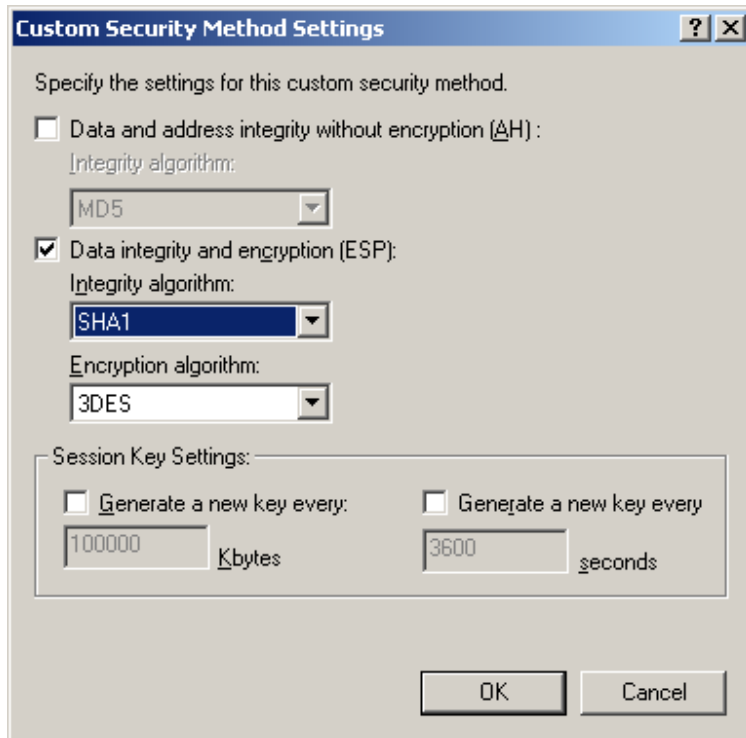 Custom Security Method Settings
Specify the settings for this custom security method.
Data and address integrity without encryption (AH) :
Integrity algorithm:
MD5
Data integrity and encryption (ESP):
Integrity algorithm:
SHA1
Encryption algorithm:
3DES
Session Key Settings:
Generate a new key every: Generate a new key every
100000 Kbytes 3600 seconds
OK Cancel